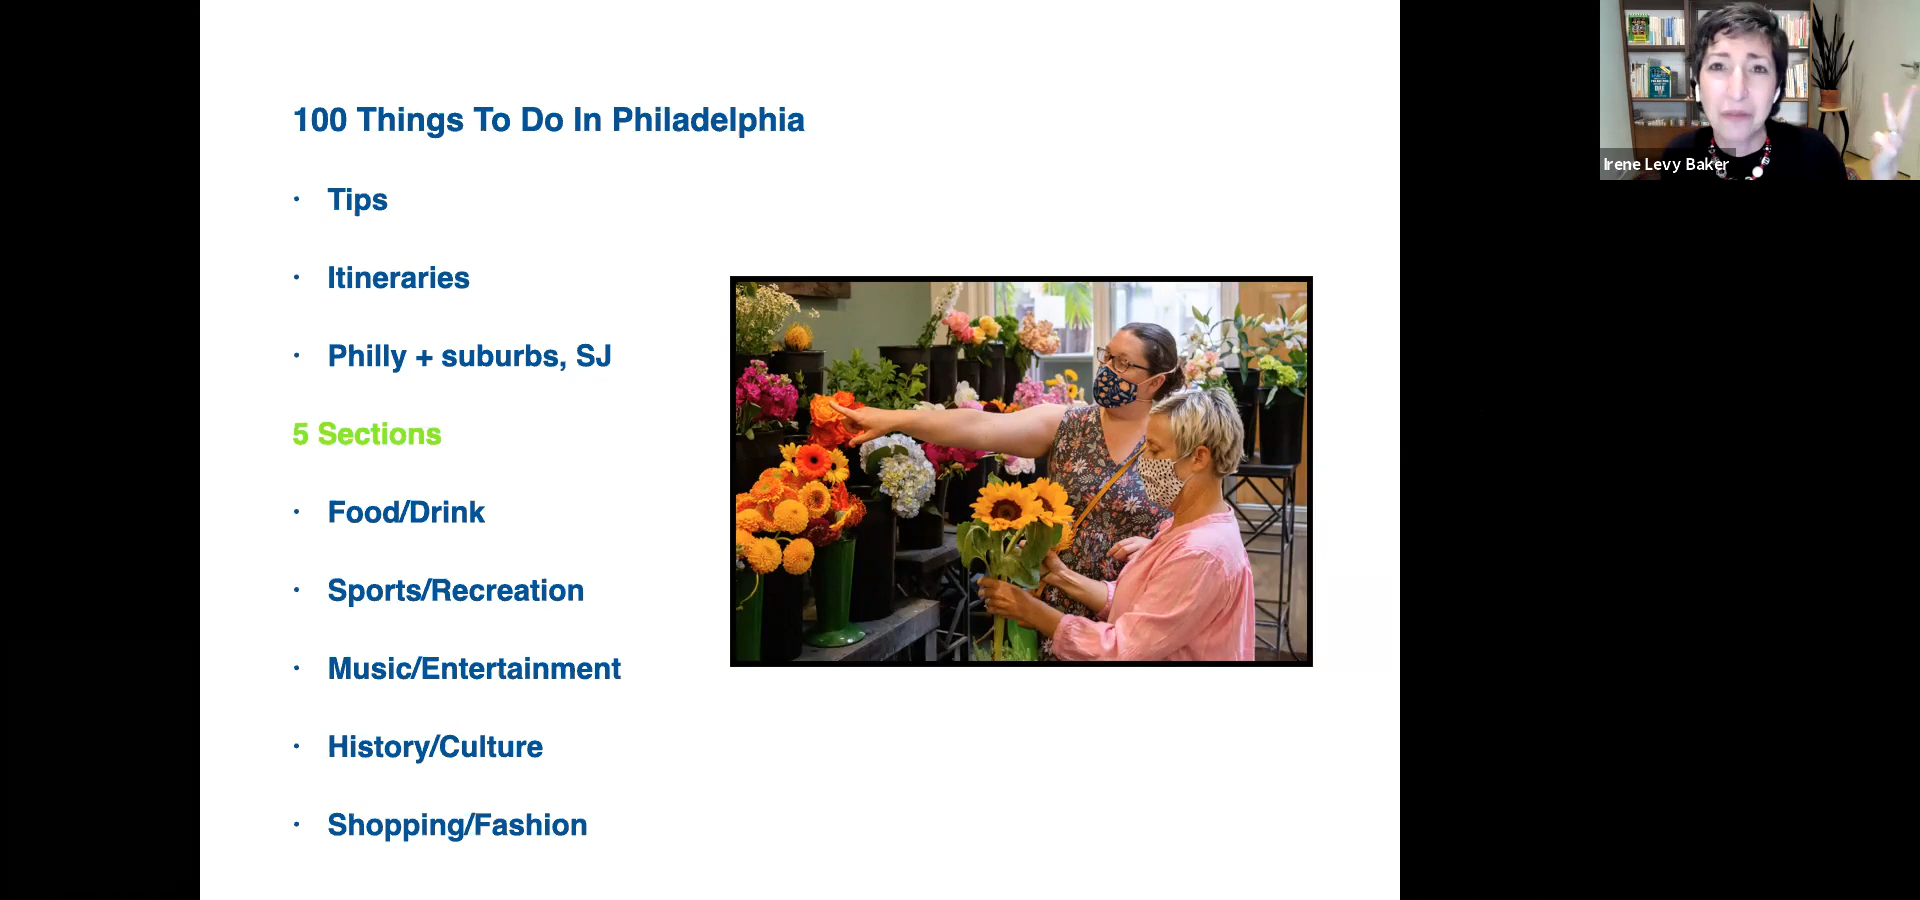 100 Things To Do In Philadelphia
· Tips
· Itineraries
· Philly + suburbs, SJ
5 Sections
· Food/Drink
· Sports/Recreation
· Music/Entertainment
· History/Culture
· Shopping/Fashion
Irene Levy Baker